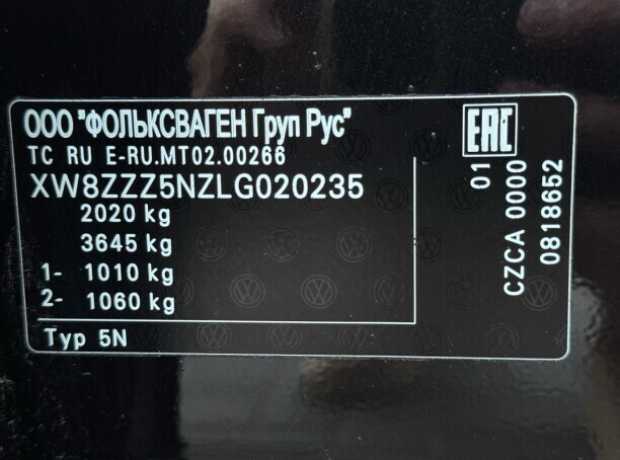 ООО "ФОЛЬКСВАГЕН Груп Рус"
ТС RU E-RU.MT02.00266
XW8ZZZ5NZLG020235
2020 kg
3645 kg
1- 1010 kg
2- 1060 kg
Typ 5N
EAC
01
CZCA 0000
0818652